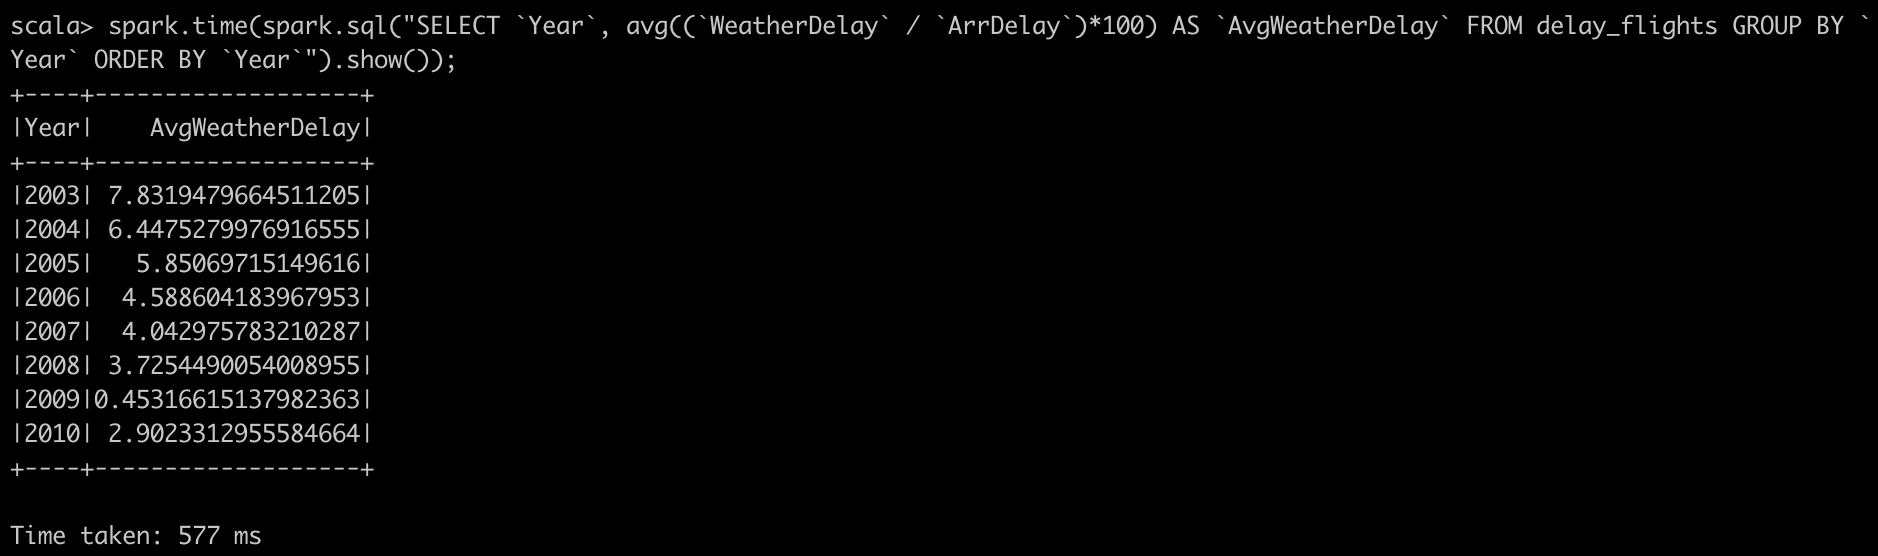 scala> spark.time(spark.sql("SELECT `Year`, avg((`WeatherDelay` / `ArrDelay`)*100) AS `AvgWeatherDelay` FROM delay_flights GROUP BY `
Year` ORDER BY `Year`").show());
+----+-------------------+
|Year|    AvgWeatherDelay|
+----+-------------------+
|2003| 7.8319479664511205|
|2004| 6.4475279976916555|
|2005|   5.85069715149616|
|2006|  4.588604183967953|
|2007|  4.042975783210287|
|2008| 3.7254490054008955|
|2009|0.45316615137982363|
|2010| 2.9023312955584664|
+----+-------------------+
Time taken: 577 ms